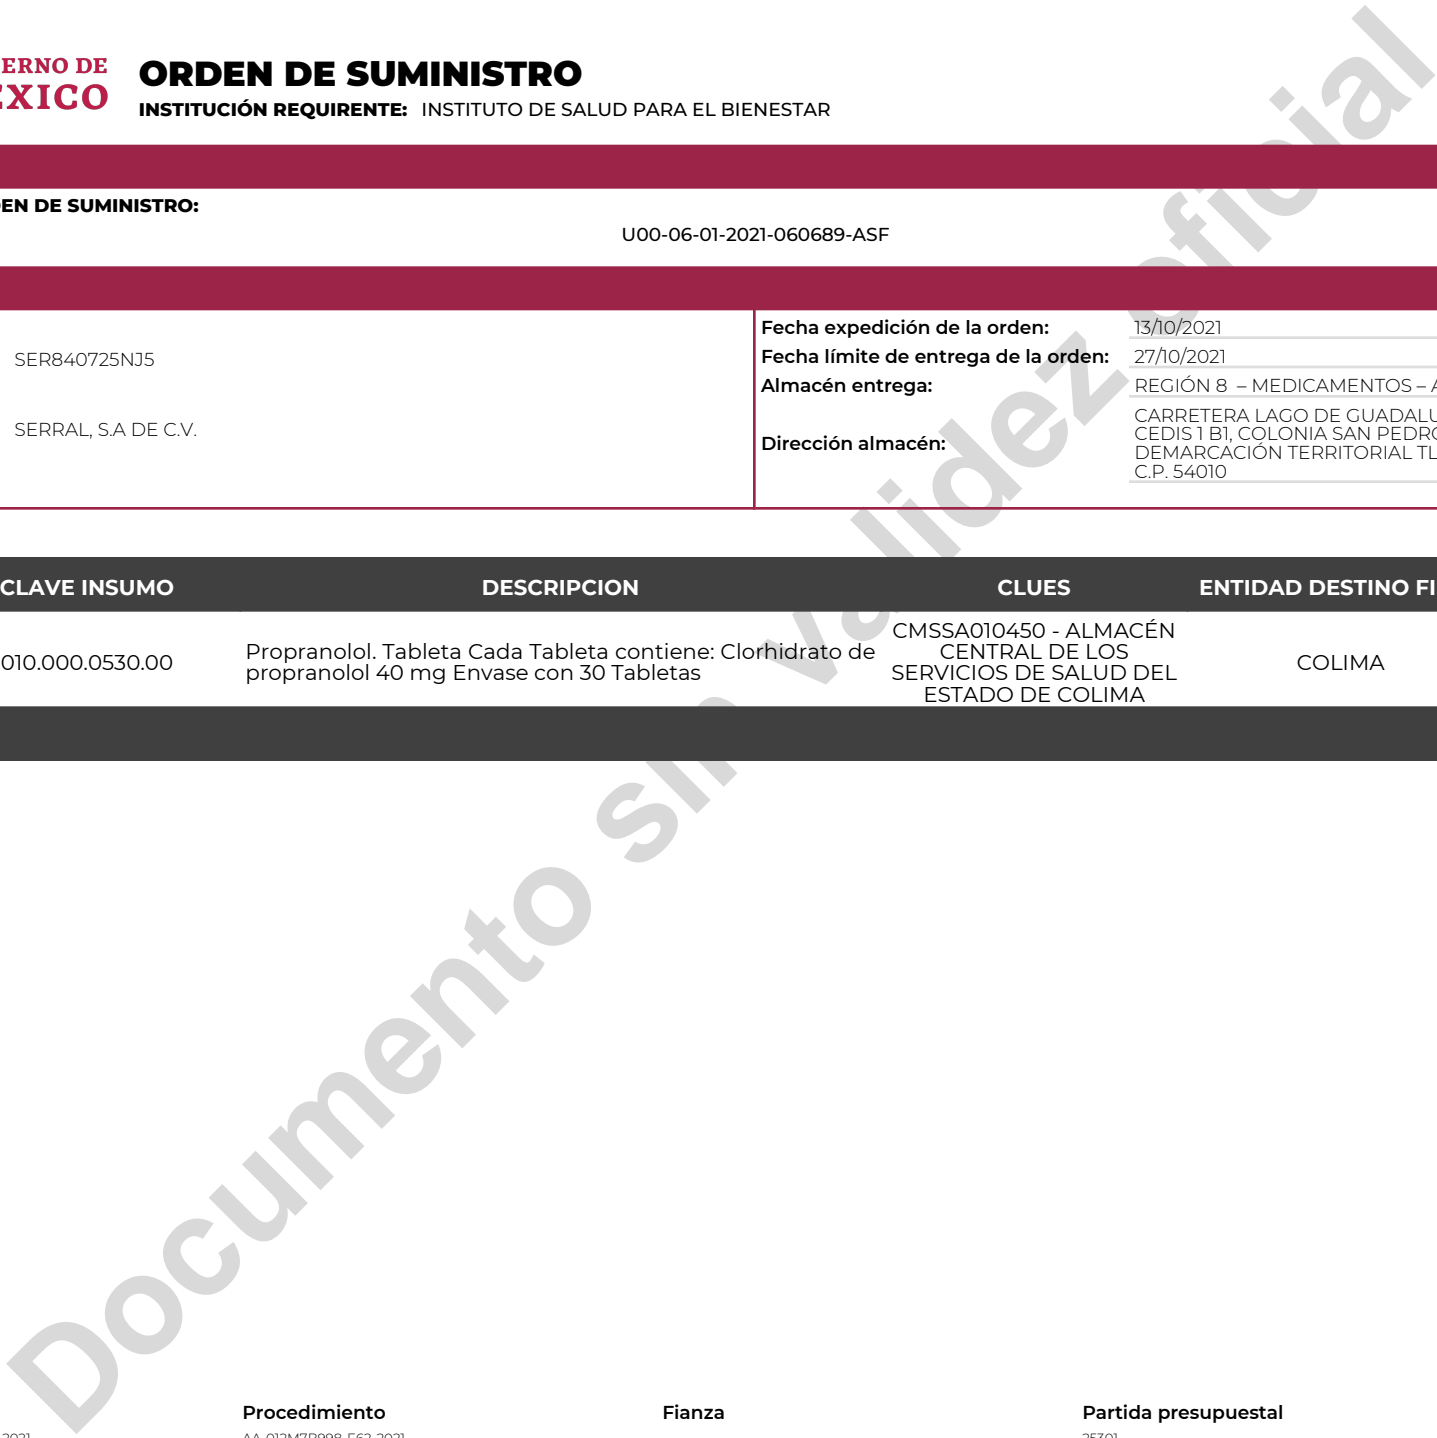 ERNO DE
ORDEN DE SUMINISTRO
EXICO
INSTITUCIÓN REQUIRENTE: INSTITUTO DE SALUD PARA EL BIENESTAR
EN DE SUMINISTRO:
U00-06-01-2021-060689-ASF
SER840725NJ5
SERRAL, S.A DE C.V.
Fecha expedición de la orden: 13/10/2021
Fecha límite de entrega de la orden: 27/10/2021
Almacén entrega: REGIÓN 8 – MEDICAMENTOS – A
Dirección almacén:
CARRETERA LAGO DE GUADALU
CEDIS 1 B1, COLONIA SAN PEDRO
DEMARCACIÓN TERRITORIAL TL
C.P. 54010
CLAVE INSUMO DESCRIPCION CLUES ENTIDAD DESTINO FI
010.000.0530.00
Propranolol. Tableta Cada Tableta contiene: Clorhidrato de
propranolol 40 mg Envase con 30 Tabletas
CMSSA010450 - ALMACÉN
CENTRAL DE LOS
SERVICIOS DE SALUD DEL
ESTADO DE COLIMA
COLIMA
Documento sin validez oficial
Procedimiento Fianza Partida presupuestal